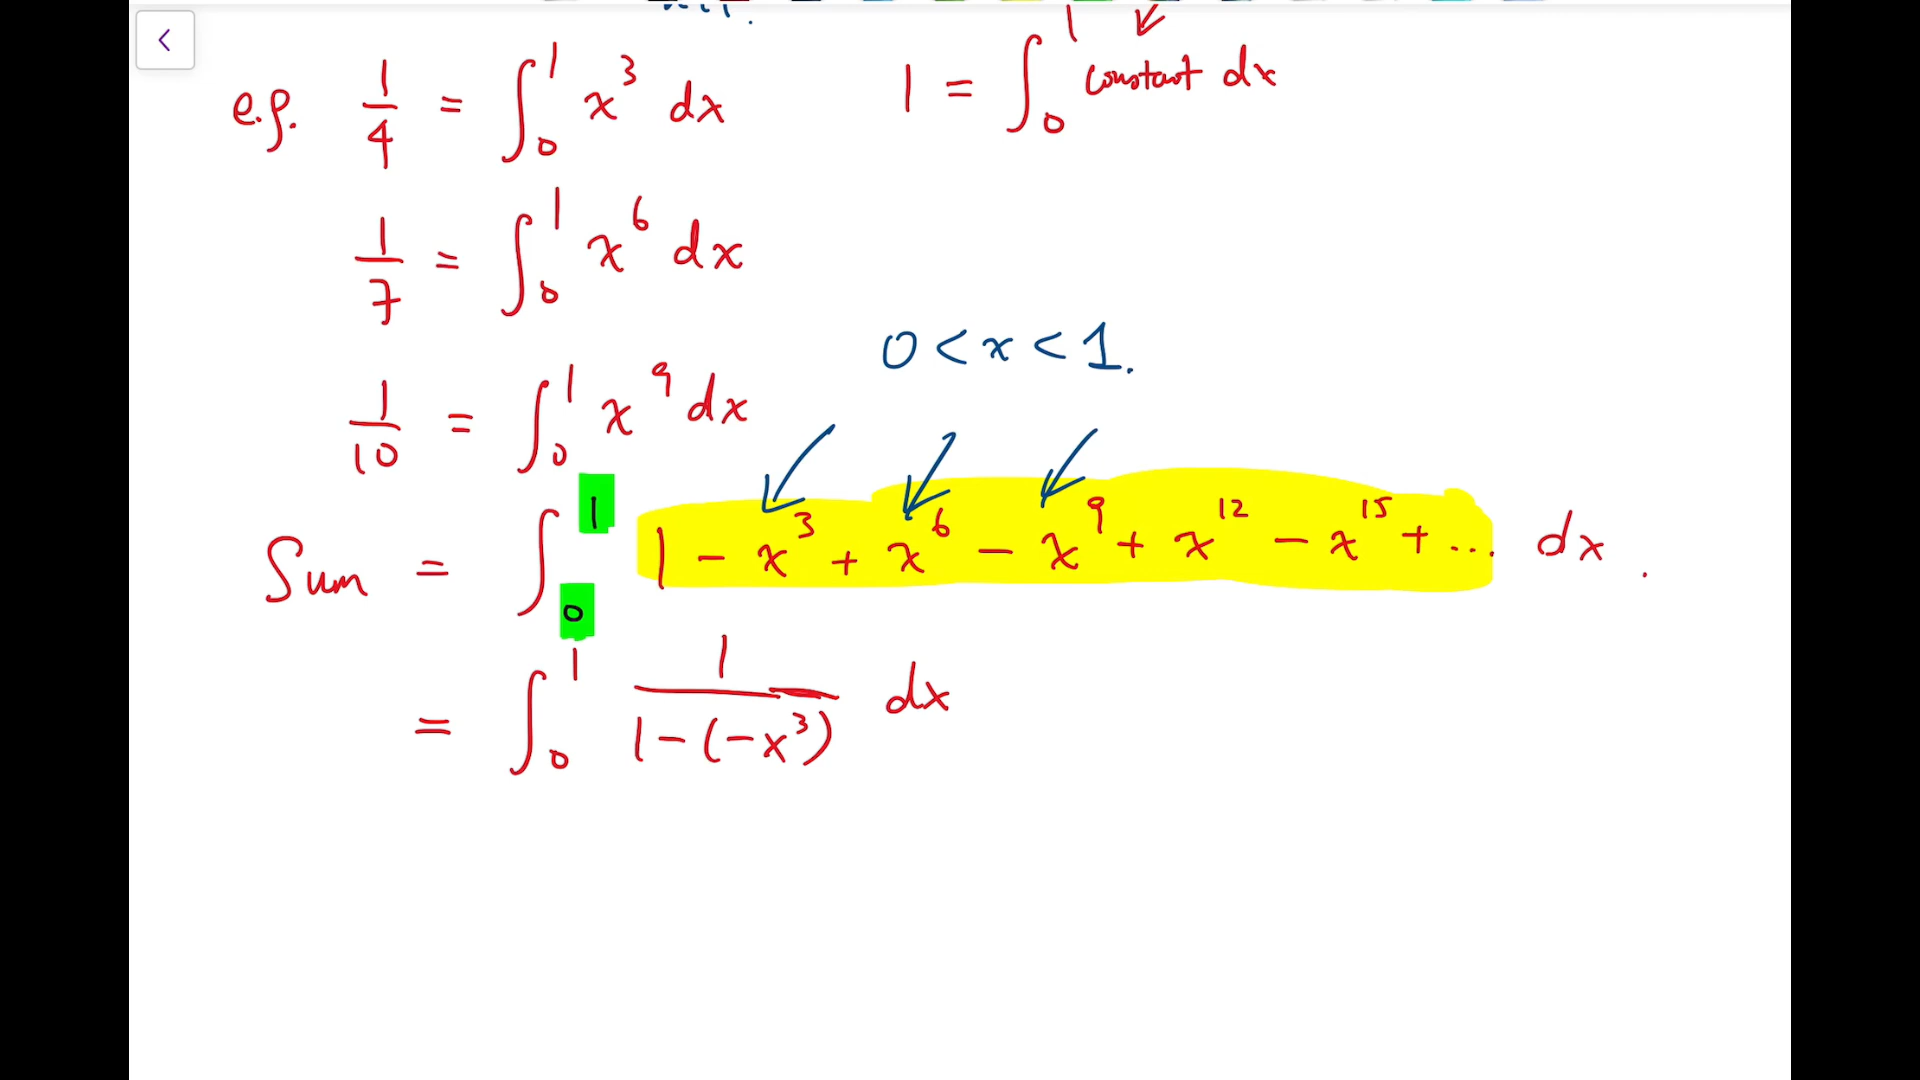 e.g. 1/4 = ∫₀¹ x³ dx
1 = ∫₀¹ constant dx
1/7 = ∫₀¹ x⁶ dx
0 < x < 1.
1/10 = ∫₀¹ x⁹ dx
Sum = ∫₀¹ 1 - x³ + x⁶ - x⁹ + x¹² - x¹⁵ + ... dx.
= ∫₀¹ 1/(1-(-x³)) dx